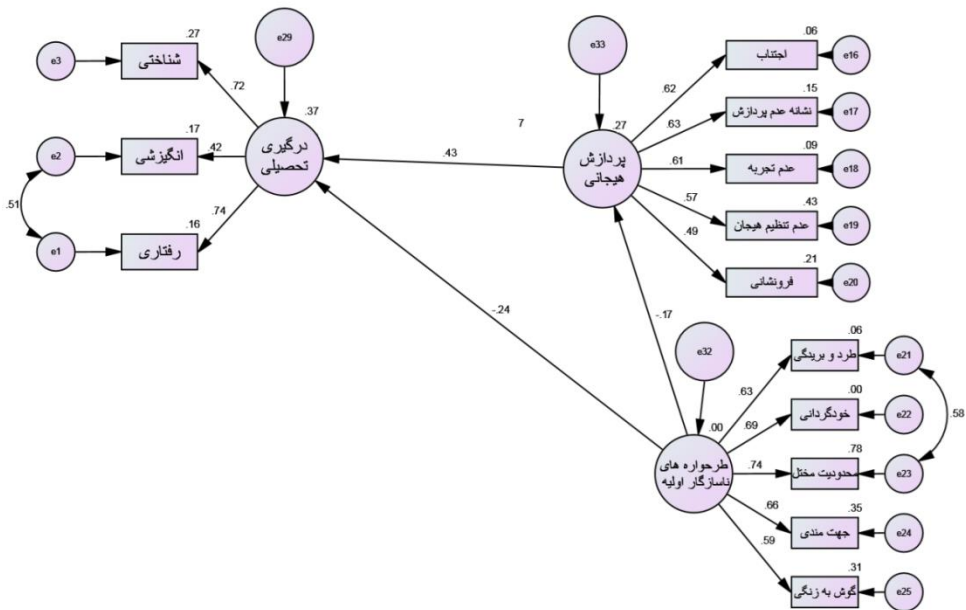 .27
e3
شناختی
.72
e29
.37
درگیری
تحصیلی
.17
e2
انگیزشی
.42
.51
.74
.16
e1
رفتاری
7
.43
e33
.27
پردازش
هیجانی
.06
اجتناب
e16
.62
.15
نشانه عدم پردازش
e17
.63
.09
عدم تجربه
e18
.61
.43
عدم تنظیم هیجان
e19
.57
.21
فرونشانی
e20
.49
-.24
-.17
e32
.00
طرحواره های
ناسازگار اولیه
.06
طرد و بریدگی
e21
.63
.00
خودگردانی
e22
.69
.58
.78
محدودیت مختل
e23
.74
.35
جهت مندی
e24
.66
.31
گوش به زنگی
e25
.59